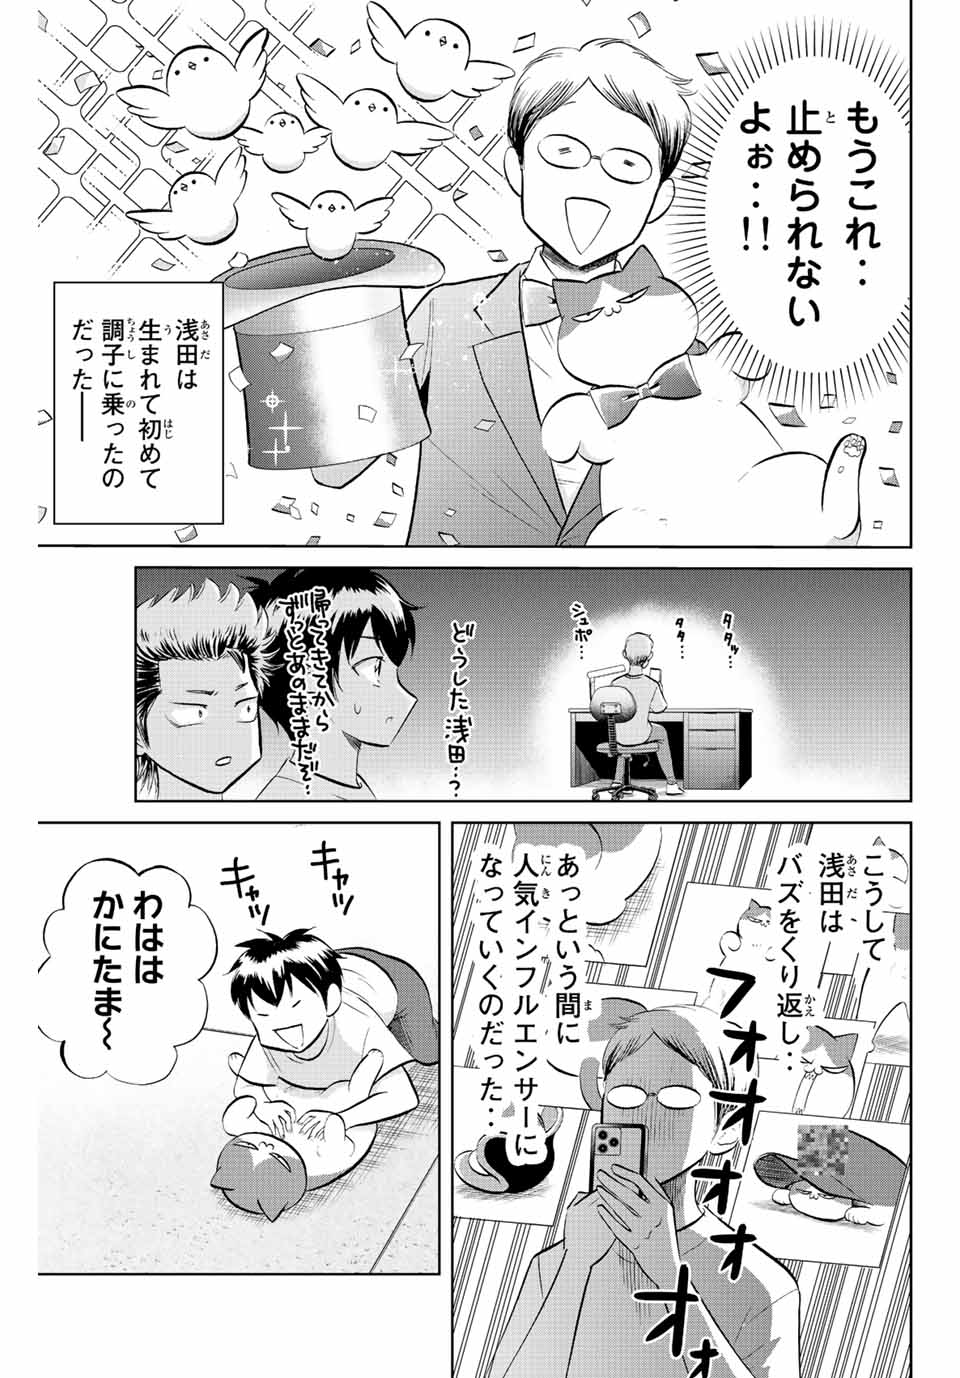 もうこれ‥
止められない
よぉ‥!!
浅田は
生まれて初めて
調子に乗ったの
だった――
タタッ…
タタ…
シュポ…
どうした浅田…?
帰ってきてから
ずっとあのままだぞ…
こうして――
浅田は
バズをくり返し‥
あっという間に
人気インフルエンサーに
なっていくのだった‥
フォオオオオ
キャッ
キャッ
わはは
かにたま〜